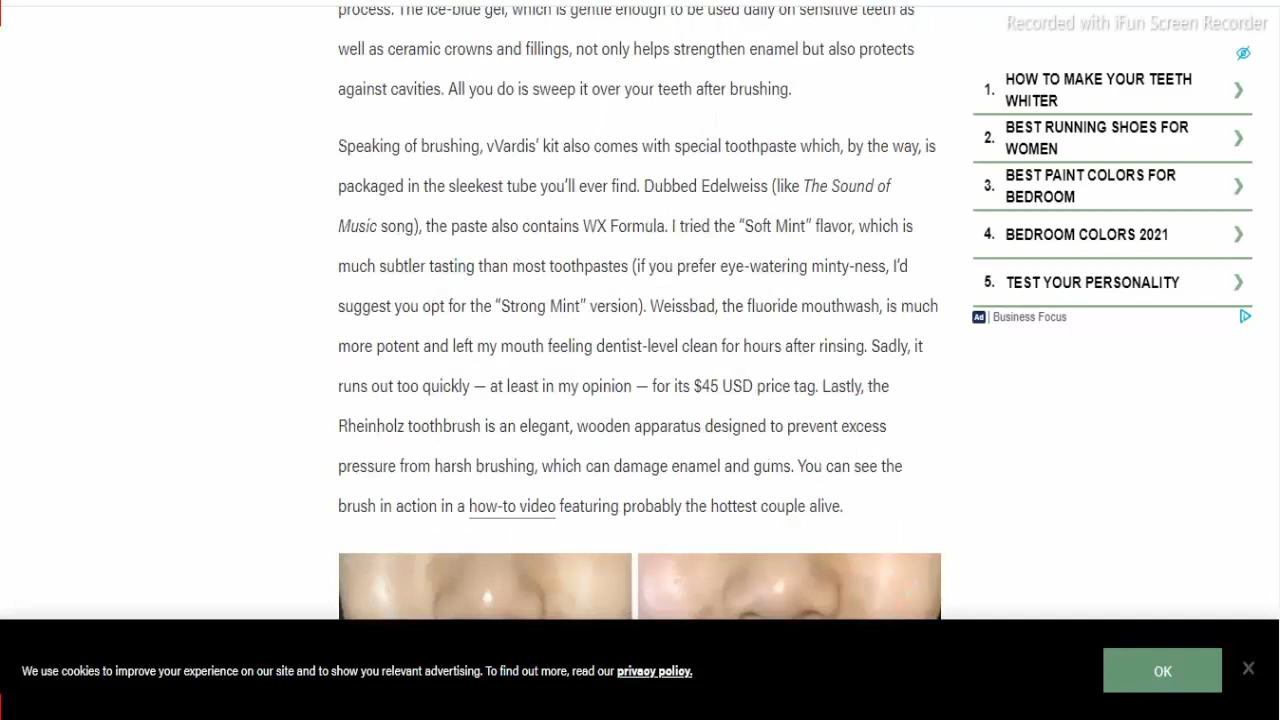 process. The ice-blue gel, which is gentle enough to be used daily on sensitive teeth as
well as ceramic crowns and fillings, not only helps strengthen enamel but also protects
against cavities. All you do is sweep it over your teeth after brushing.
Speaking of brushing, vVardis’ kit also comes with special toothpaste which, by the way, is
packaged in the sleekest tube you’ll ever find. Dubbed Edelweiss (like The Sound of
Music song), the paste also contains WX Formula. I tried the “Soft Mint” flavor, which is
much subtler tasting than most toothpastes (if you prefer eye-watering minty-ness, I’d
suggest you opt for the “Strong Mint” version). Weissbad, the fluoride mouthwash, is much
more potent and left my mouth feeling dentist-level clean for hours after rinsing. Sadly, it
runs out too quickly — at least in my opinion — for its $45 USD price tag. Lastly, the
Rheinholz toothbrush is an elegant, wooden apparatus designed to prevent excess
pressure from harsh brushing, which can damage enamel and gums. You can see the
brush in action in a how-to video featuring probably the hottest couple alive.
Recorded with iFun Screen Recorder
1. HOW TO MAKE YOUR TEETH
WHITER
2. BEST RUNNING SHOES FOR
WOMEN
3. BEST PAINT COLORS FOR
BEDROOM
4. BEDROOM COLORS 2021
5. TEST YOUR PERSONALITY
Ad | Business Focus
We use cookies to improve your experience on our site and to show you relevant advertising. To find out more, read our privacy policy.
OK